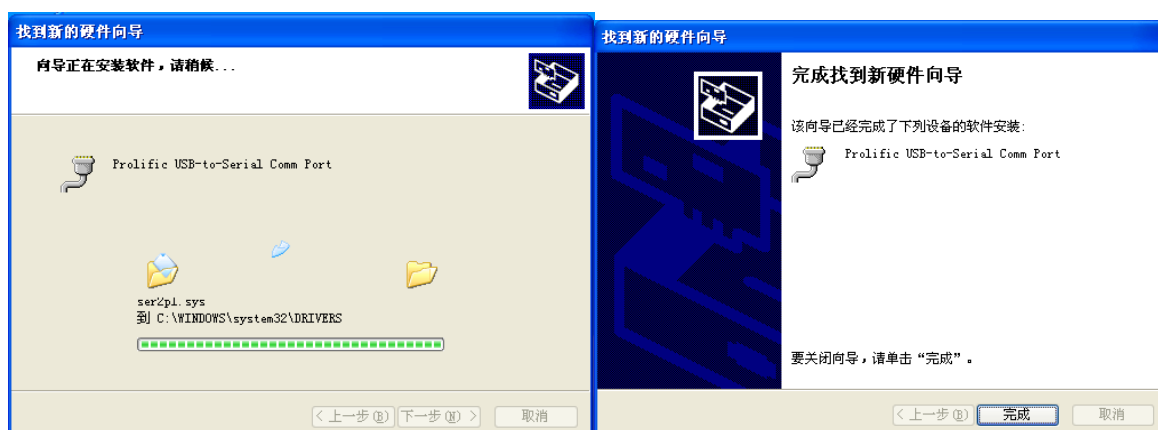 找到新的硬件向导
向导正在安装软件，请稍候...
Prolific USB-to-Serial Comm Port
ser2pl.sys
到 C:\WINDOWS\system32\DRIVERS
< 上一步(B)
下一步(N) >
取消
找到新的硬件向导
完成找到新硬件向导
该向导已经完成了下列设备的软件安装:
Prolific USB-to-Serial Comm Port
要关闭向导，请单击“完成”。
< 上一步(B)
完成
取消